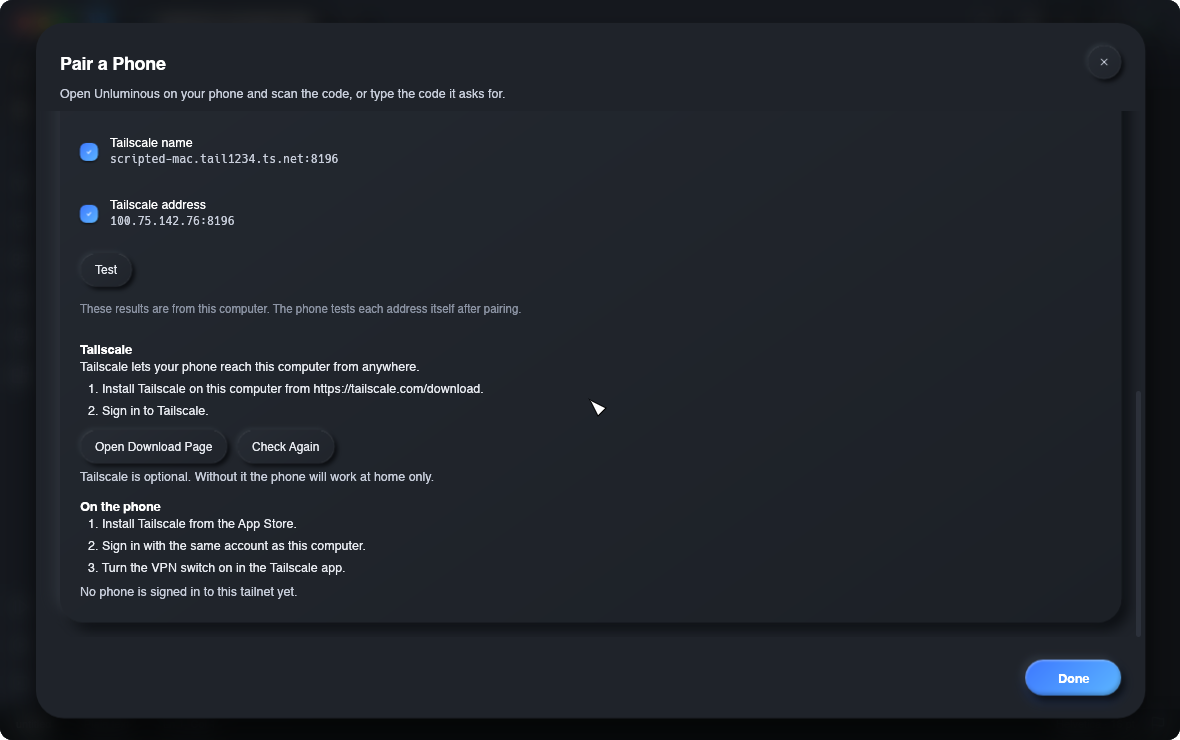 Pair a Phone
Open Unluminous on your phone and scan the code, or type the code it asks for.
Tailscale name
scripted-mac.tail1234.ts.net:8196
Tailscale address
100.75.142.76:8196
Test
These results are from this computer. The phone tests each address itself after pairing.
Tailscale
Tailscale lets your phone reach this computer from anywhere.
1. Install Tailscale on this computer from https://tailscale.com/download.
2. Sign in to Tailscale.
Open Download Page
Check Again
Tailscale is optional. Without it the phone will work at home only.
On the phone
1. Install Tailscale from the App Store.
2. Sign in with the same account as this computer.
3. Turn the VPN switch on in the Tailscale app.
No phone is signed in to this tailnet yet.
Done